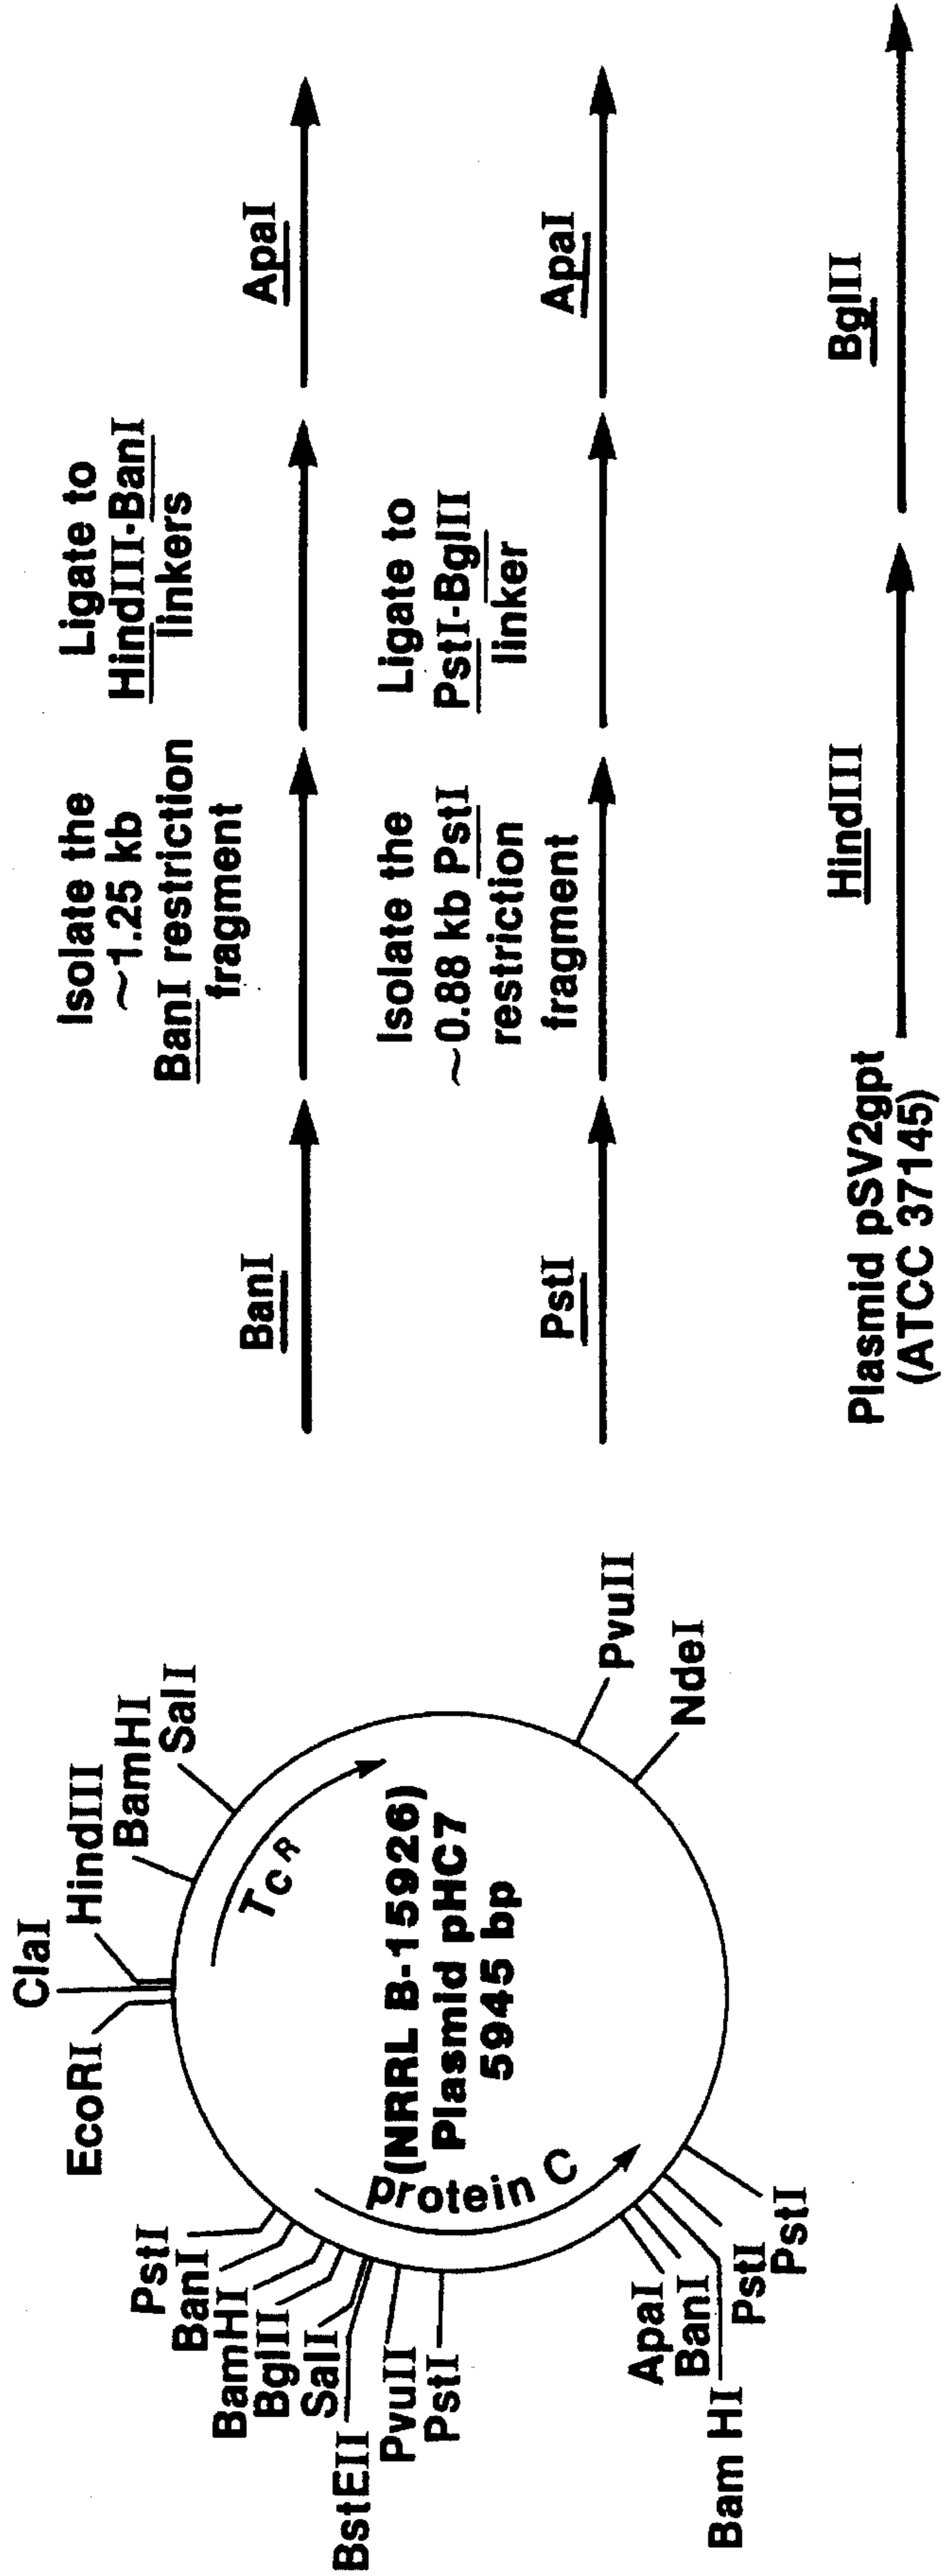 ClaI
EcoRI
HindIII
BamHI
SalI
PstI
BanI
BamHI
BglII
SalI
BstEII
PvuII
PstI
TcR
(NRRL B-15926)
Plasmid pHC7
5945 bp
protein C
ApaI
BanI
Bam HI
PstI
PstI
PvuII
NdeI
BanI
Isolate the
~1.25 kb
BanI restriction
fragment
Ligate to
HindIII-BanI
linkers
ApaI
PstI
Isolate the
~0.88 kb PstI
restriction
fragment
Ligate to
PstI-BglII
linker
ApaI
Plasmid pSV2gpt
(ATCC 37145)
HindIII
BglII